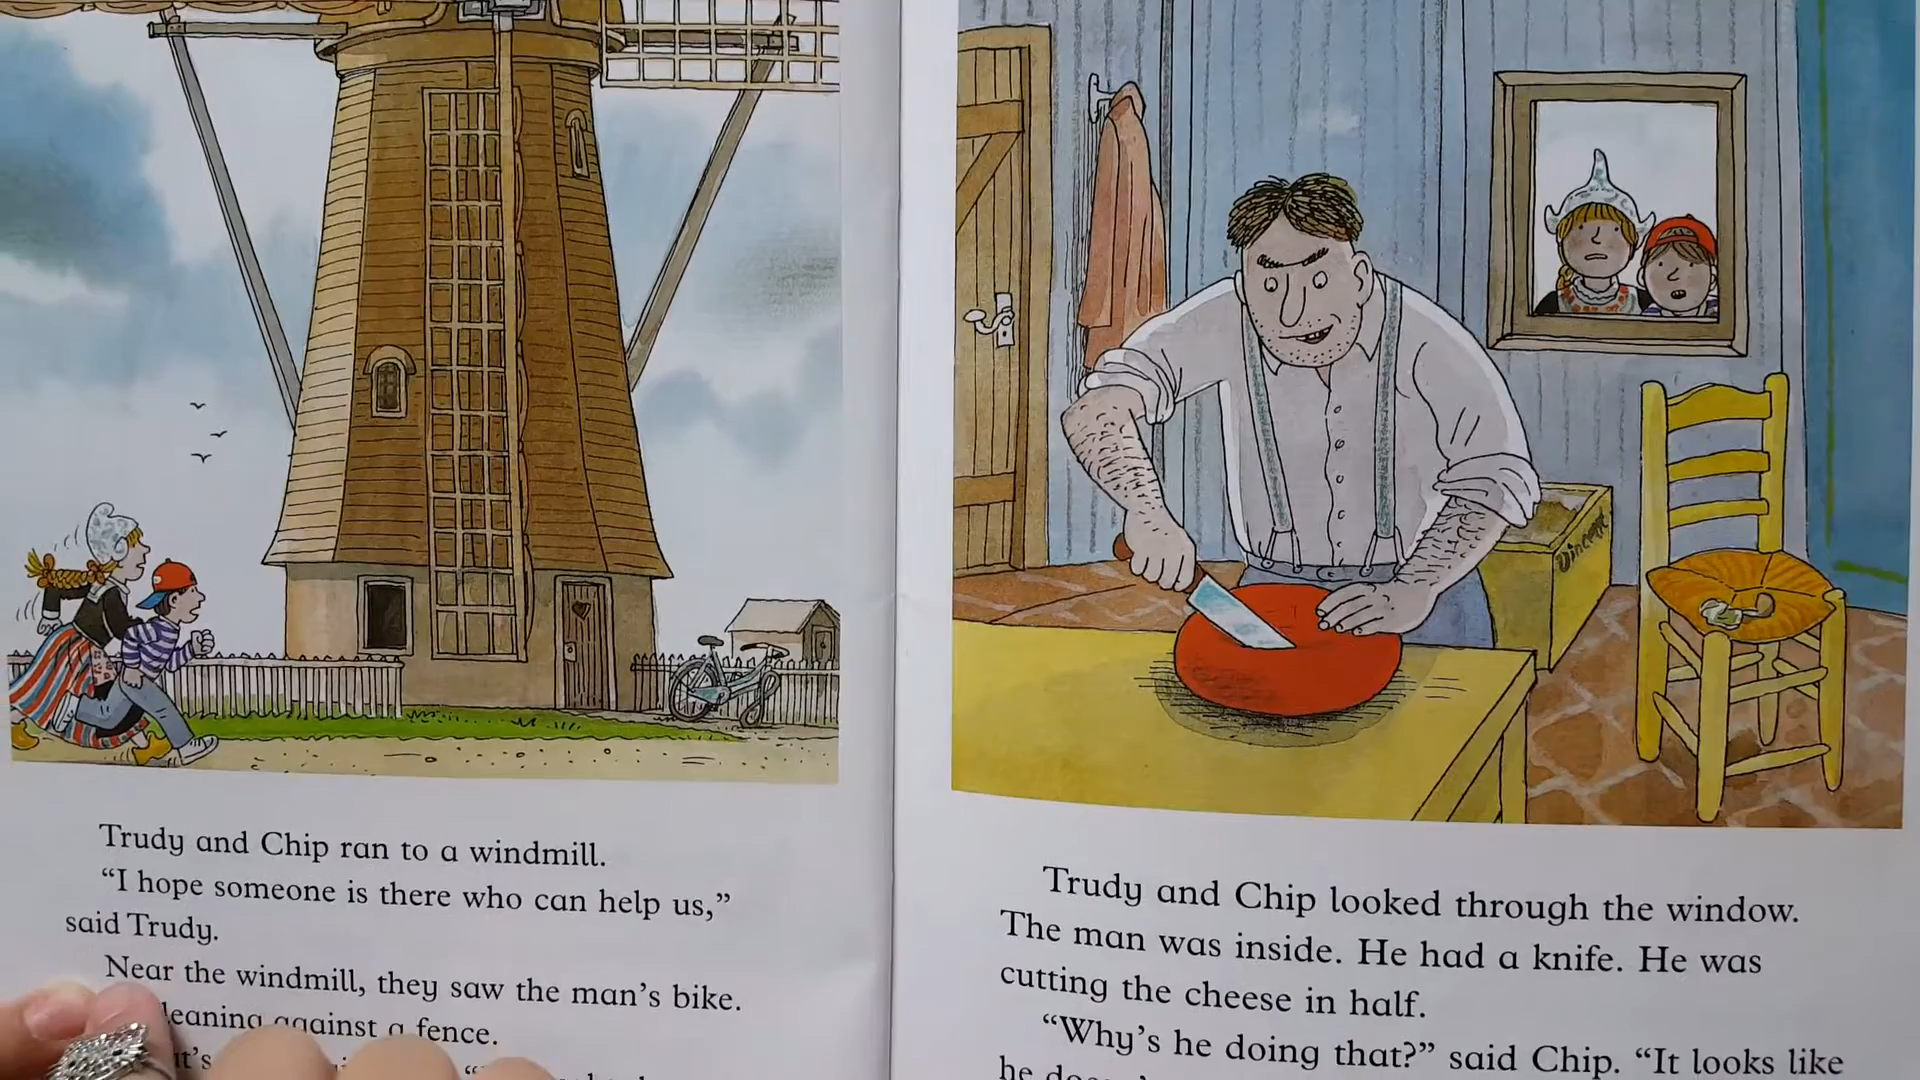 Trudy and Chip ran to a windmill.
“I hope someone is there who can help us,”
said Trudy.
Near the windmill, they saw the man’s bike.
leaning against a fence.
Vincent
Trudy and Chip looked through the window.
The man was inside. He had a knife. He was
cutting the cheese in half.
“Why’s he doing that?” said Chip. “It looks like
he